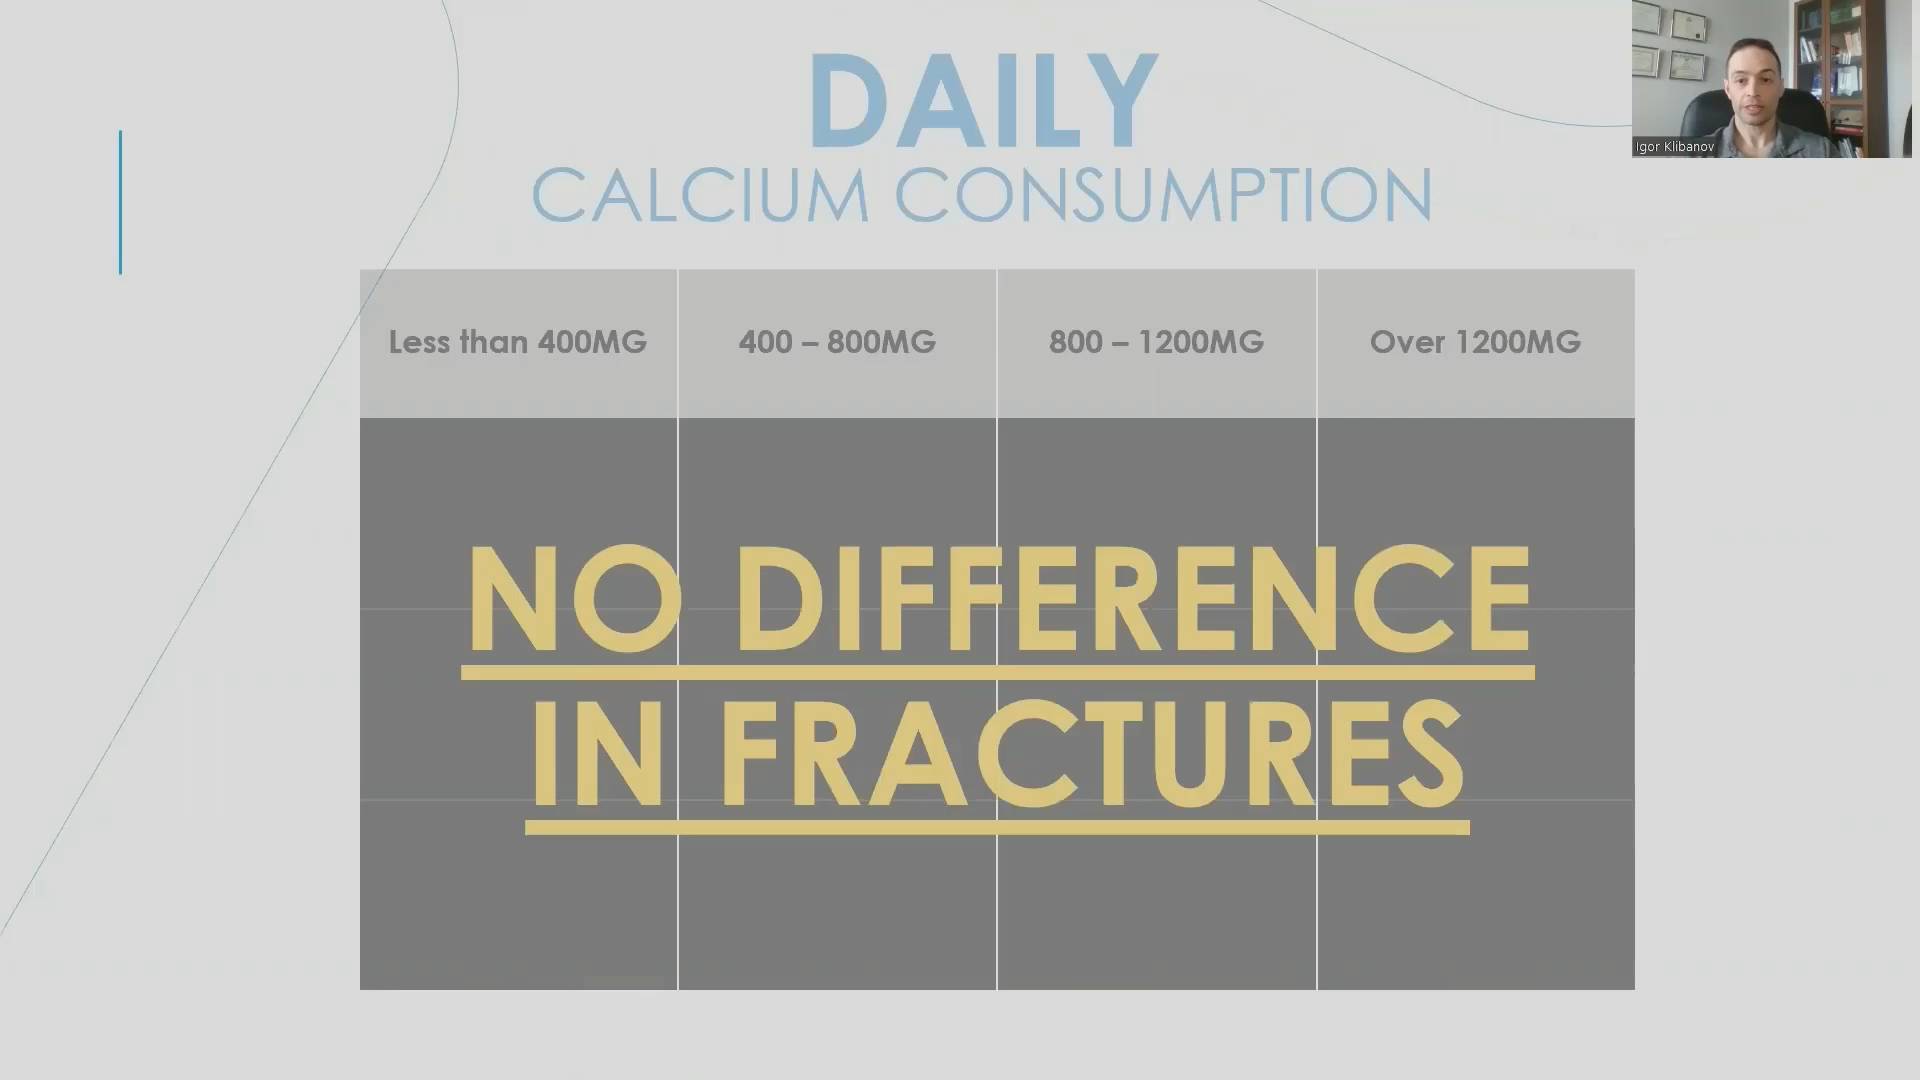 DAILY
CALCIUM CONSUMPTION
Igor Klibanov
Less than 400MG
400 – 800MG
800 – 1200MG
Over 1200MG
NO DIFFERENCE
IN FRACTURES